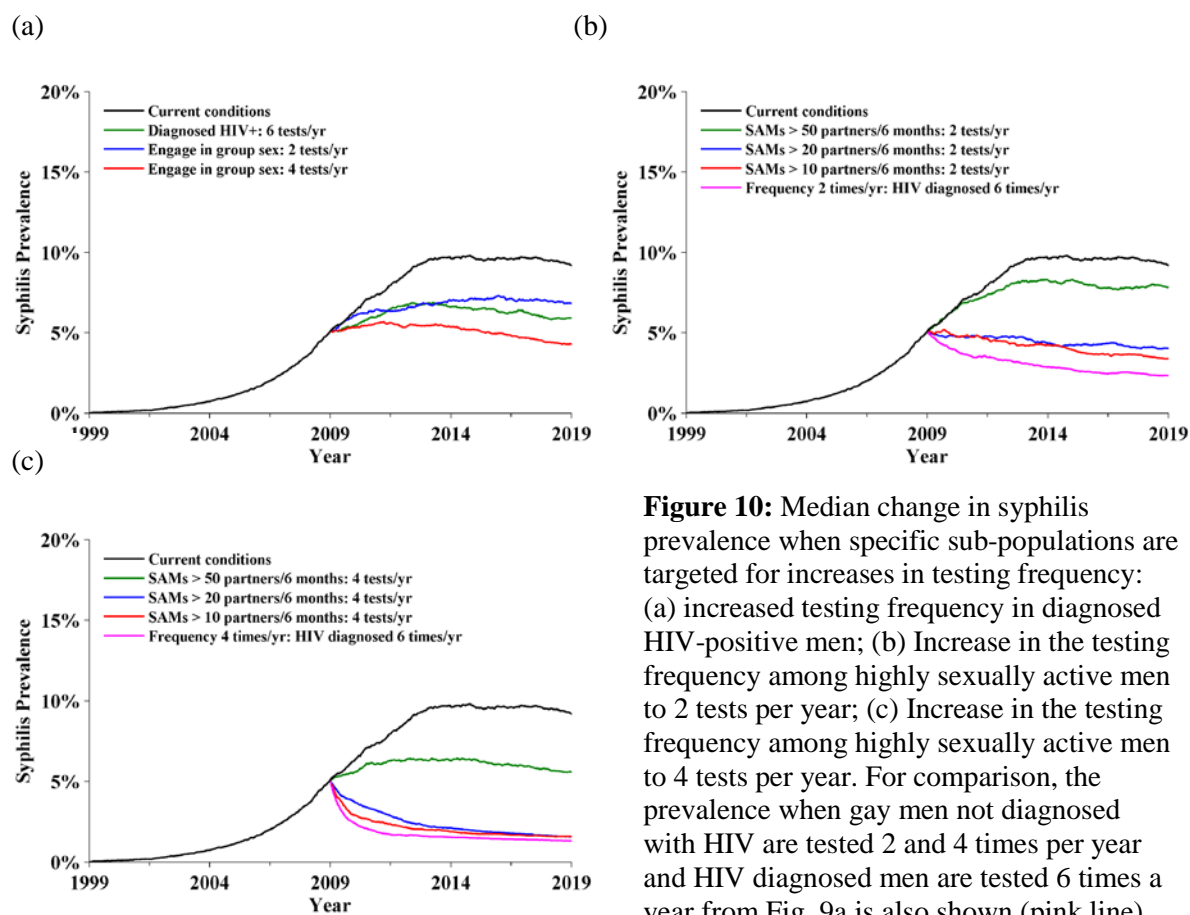 (a)
(b)
20%
15%
10%
5%
0%
Syphilis Prevalence
Current conditions
Diagnosed HIV+: 6 tests/yr
Engage in group sex: 2 tests/yr
Engage in group sex: 4 tests/yr
1999 2004 2009 2014 2019
Year
20%
15%
10%
5%
0%
Syphilis Prevalence
Current conditions
SAMs > 50 partners/6 months: 2 tests/yr
SAMs > 20 partners/6 months: 2 tests/yr
SAMs > 10 partners/6 months: 2 tests/yr
Frequency 2 times/yr: HIV diagnosed 6 times/yr
1999 2004 2009 2014 2019
Year
(c)
20%
15%
10%
5%
0%
Syphilis Prevalence
Current conditions
SAMs > 50 partners/6 months: 4 tests/yr
SAMs > 20 partners/6 months: 4 tests/yr
SAMs > 10 partners/6 months: 4 tests/yr
Frequency 4 times/yr: HIV diagnosed 6 times/yr
1999 2004 2009 2014 2019
Year
Figure 10: Median change in syphilis
prevalence when specific sub-populations are
targeted for increases in testing frequency:
(a) increased testing frequency in diagnosed
HIV-positive men; (b) Increase in the testing
frequency among highly sexually active men
to 2 tests per year; (c) Increase in the testing
frequency among highly sexually active men
to 4 tests per year. For comparison, the
prevalence when gay men not diagnosed
with HIV are tested 2 and 4 times per year
and HIV diagnosed men are tested 6 times a
year from Fig. 9a is also shown (pink line)